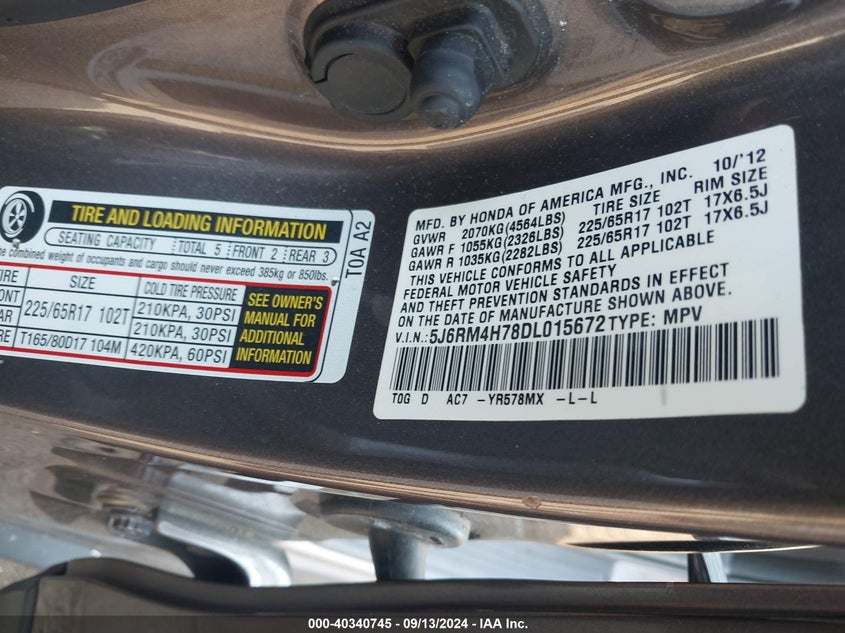 TIRE AND LOADING INFORMATION
SEATING CAPACITY TOTAL 5 FRONT 2 REAR 3
he combined weight of occupants and cargo should never exceed 385kg or 850lbs.
TIRE SIZE COLD TIRE PRESSURE
ONT 225/65R17 102T 210KPA, 30PSI
AR 210KPA, 30PSI
RE T165/80D17 104M 420KPA, 60PSI
SEE OWNER'S
MANUAL FOR
ADDITIONAL
INFORMATION
T0A A2
MFD. BY HONDA OF AMERICA MFG., INC. 10/'12
GVWR 2070KG(4564LBS) TIRE SIZE RIM SIZE
GAWR F 1055KG(2326LBS) 225/65R17 102T 17X6.5J
GAWR R 1035KG(2282LBS) 225/65R17 102T 17X6.5J
THIS VEHICLE CONFORMS TO ALL APPLICABLE
FEDERAL MOTOR VEHICLE SAFETY
AND THEFT PREVENTION STANDARDS IN EFFECT
ON THE DATE OF MANUFACTURE SHOWN ABOVE.
V.I.N.:5J6RM4H78DL015672 TYPE: MPV
T0G D AC7 -YR578MX -L-L
000-40340745 - 09/13/2024 - IAA Inc.